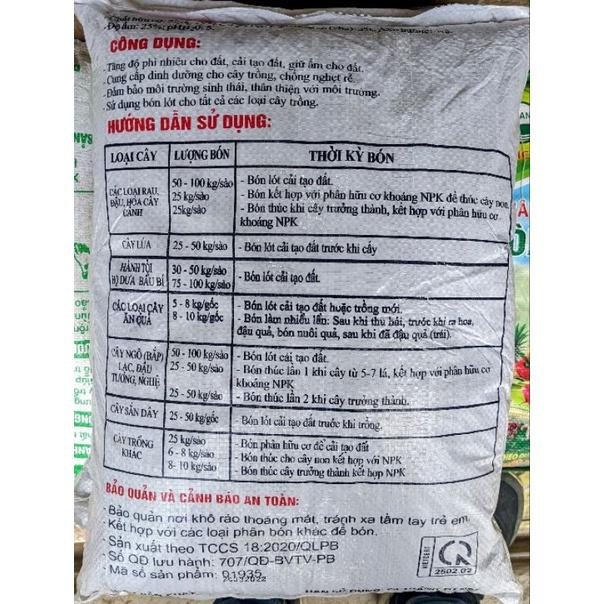 Độ ẩm: 25%; pH
CÔNG DỤNG:
-Tăng độ phì nhiêu cho đất, cải tạo đất, giữ ẩm cho đất.
-Cung cấp dinh dưỡng cho cây trồng, chống nghẹt rễ.
-Đảm bảo môi trường sinh thái, thân thiện với môi trường.
-Sử dụng bón lót cho tất cả các loại cây trồng.
HƯỚNG DẪN SỬ DỤNG:
LOẠI CÂY LƯỢNG BÓN THỜI KỲ BÓN
CÁC LOẠI RAU, ĐẬU, HOA CÂY CẢNH
50 - 100 kg/sào - Bón lót cải tạo đất.
25 kg/sào - Bón kết hợp với phân hữu cơ khoáng NPK để thúc cây non.
25kg/sào - Bón thúc khi cây trưởng thành, kết hợp với phân hữu cơ
khoáng NPK
CÂY LÚA 25 - 50 kg/sào - Bón lót cải tạo đất trước khi cấy
HÀNH TỎI 30 - 50 kg/sào - Bón lót cải tạo đất.
HỌ DƯA BẦU BÍ 75 - 100 kg/sào
CÁC LOẠI CÂY ĂN QUẢ
5 - 8 kg/gốc - Bón lót cải tạo đất hoặc trồng mới.
8 - 10 kg/gốc - Bón làm nhiều lần: Sau khi thu hái, trước khi ra hoa,
đậu quả, bón nuôi quả, sau khi đã đậu quả (trái).
CÂY NGÔ (BẮP) 50 - 100 kg/sào - Bón lót cải tạo đất.
LẠC, ĐẬU 25 - 50 kg/sào - Bón thúc lần 1 khi cây từ 5-7 lá, kết hợp với phân hữu cơ
TƯƠNG, NGHỆ khoáng NPK
25 - 50 kg/sào - Bón thúc lần 2 khi cây trưởng thành.
CÂY SẮN DÂY 25 - 50 kg/gốc - Bón lót cải tạo đất trước khi trồng.
CÂY TRỒNG KHÁC
25 kg/sào - Bón phân hữu cơ để cải tạo đất
6 - 8 kg/sào - Bón thúc cho cây non kết hợp với NPK
8- 10 kg/sào - Bón thúc cây trưởng thành kết hợp NPK
BẢO QUẢN VÀ CẢNH BÁO AN TOÀN:
- Bảo quản nơi khô ráo thoáng mát, tránh xa tầm tay trẻ em.
- Kết hợp với các loại phân bón khác để bón.
- Sản xuất theo TCCS 18:2020/QLPB
- Số QĐ lưu hành: 707/QĐ-BVTV-PB
- Mã số sản phẩm: 01935
CR
2502.02